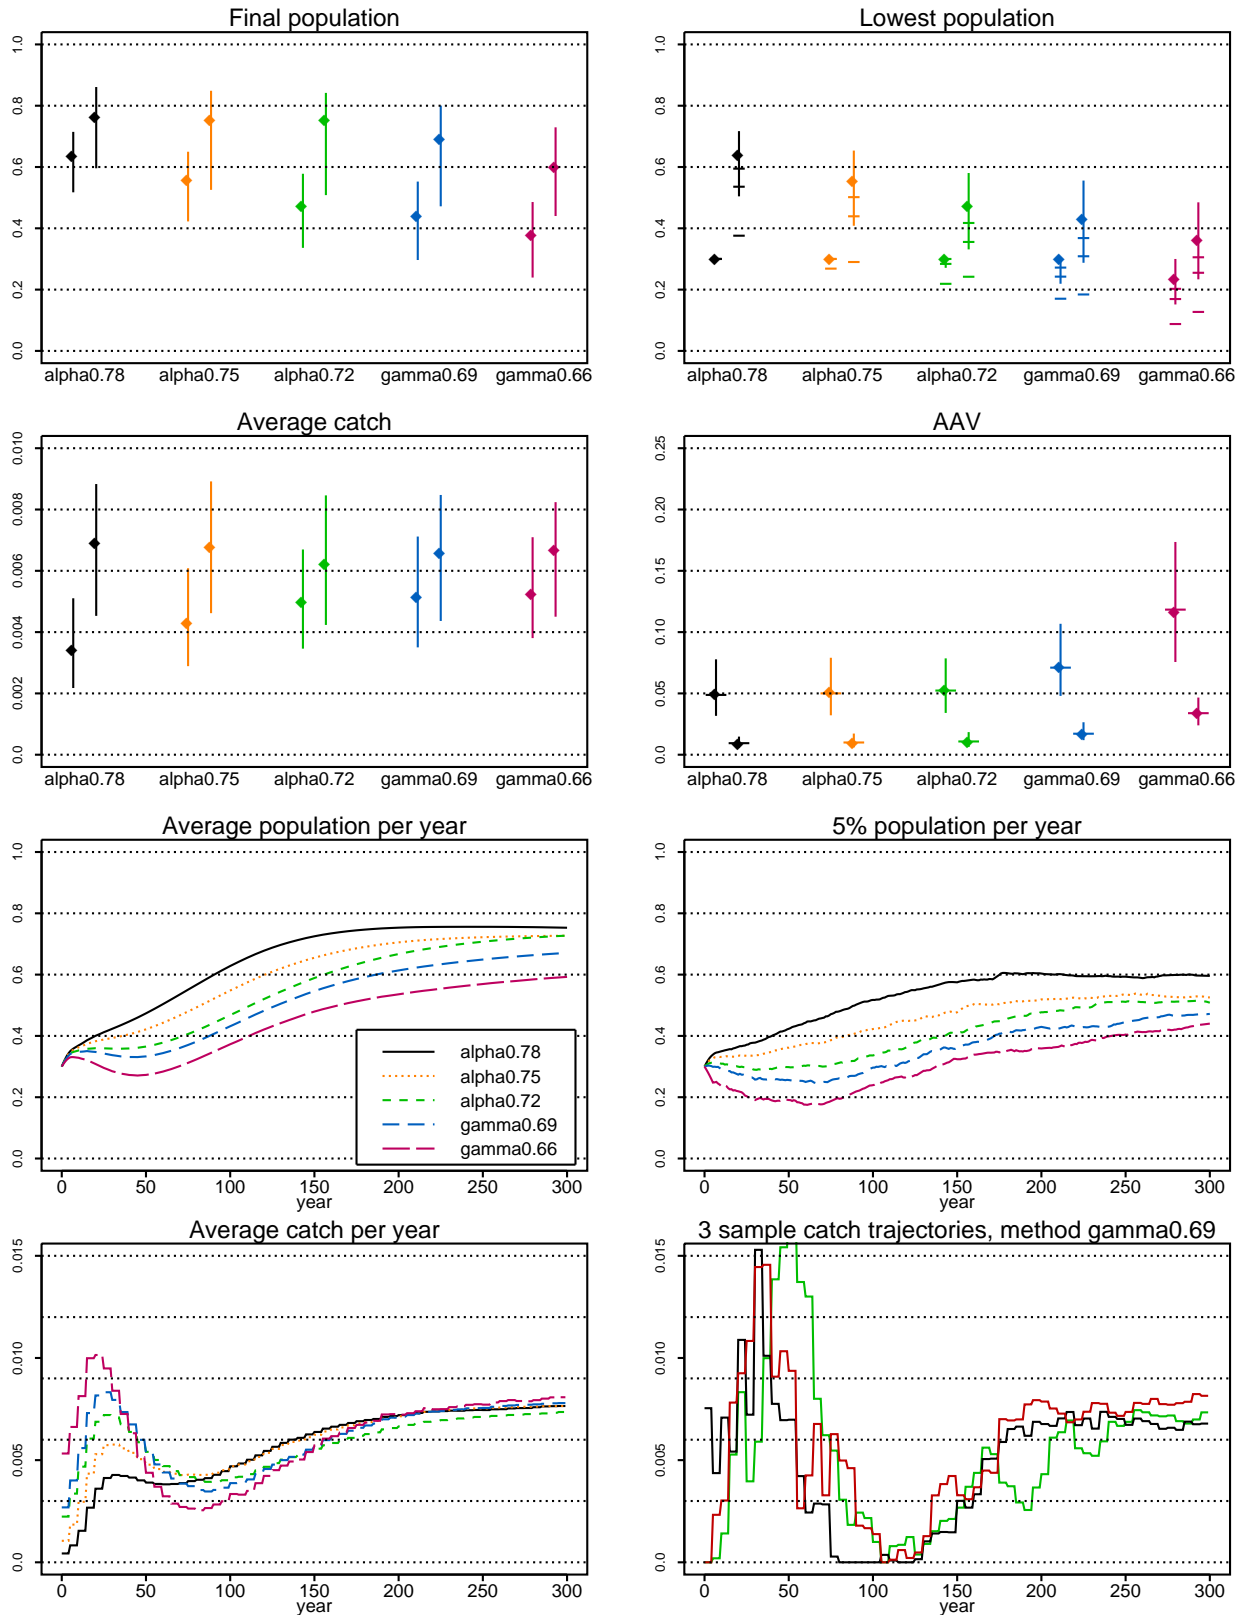 Final population
1.0
0.8
0.6
0.4
0.2
0.0
alpha0.78 alpha0.75 alpha0.72 gamma0.69 gamma0.66
Lowest population
1.0
0.8
0.6
0.4
0.2
0.0
alpha0.78 alpha0.75 alpha0.72 gamma0.69 gamma0.66
Average catch
0.010
0.008
0.006
0.004
0.002
0.0
alpha0.78 alpha0.75 alpha0.72 gamma0.69 gamma0.66
AAV
0.25
0.20
0.15
0.10
0.05
0.0
alpha0.78 alpha0.75 alpha0.72 gamma0.69 gamma0.66
Average population per year
1.0
0.8
0.6
0.4
0.2
0.0
alpha0.78
alpha0.75
alpha0.72
gamma0.69
gamma0.66
0 50 100 150 200 250 300
year
5% population per year
1.0
0.8
0.6
0.4
0.2
0.0
0 50 100 150 200 250 300
year
Average catch per year
0.015
0.010
0.005
0.0
0 50 100 150 200 250 300
year
3 sample catch trajectories, method gamma0.69
0.015
0.010
0.005
0.0
0 50 100 150 200 250 300
year